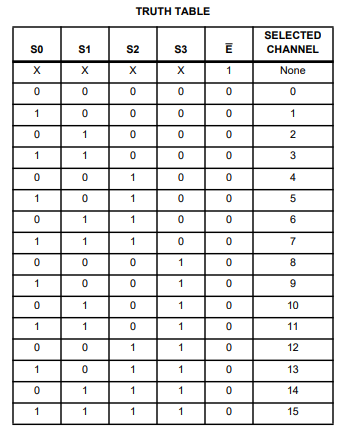 TRUTH TABLE
S0 S1 S2 S3 E̅ SELECTED CHANNEL
X X X X 1 None
0 0 0 0 0 0
1 0 0 0 0 1
0 1 0 0 0 2
1 1 0 0 0 3
0 0 1 0 0 4
1 0 1 0 0 5
0 1 1 0 0 6
1 1 1 0 0 7
0 0 0 1 0 8
1 0 0 1 0 9
0 1 0 1 0 10
1 1 0 1 0 11
0 0 1 1 0 12
1 0 1 1 0 13
0 1 1 1 0 14
1 1 1 1 0 15